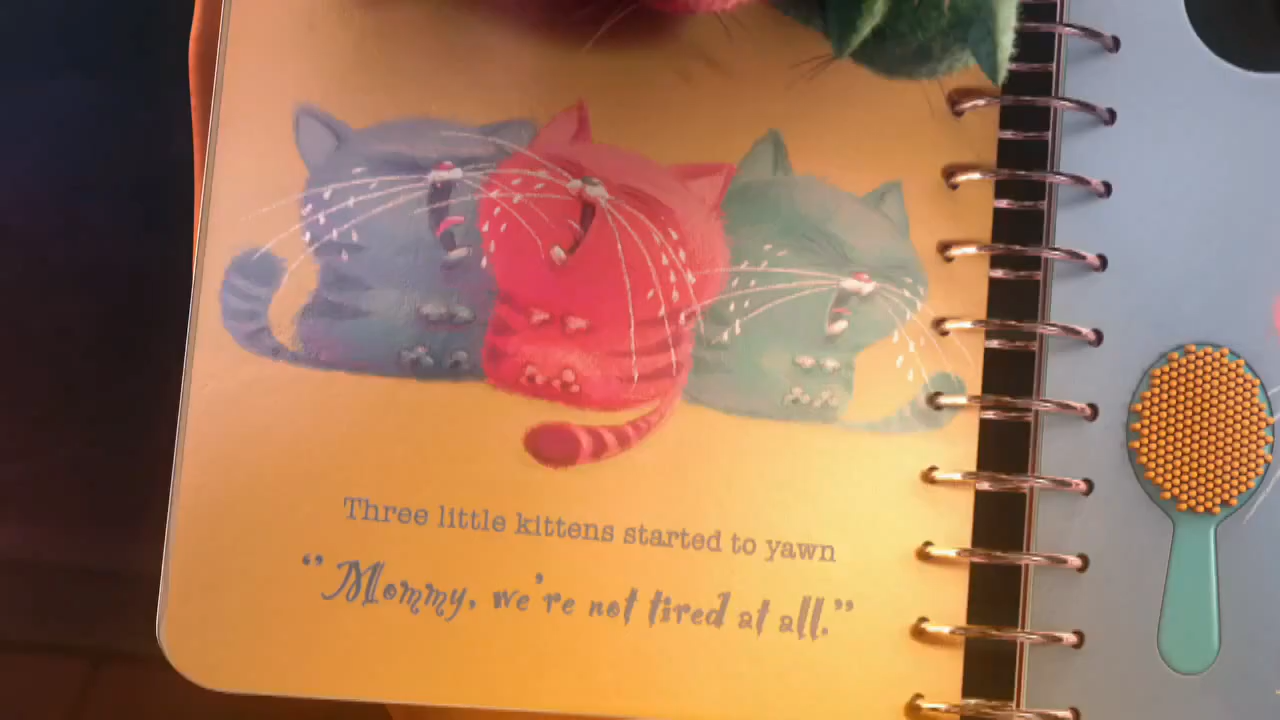 Three little kittens started to yawn
“Mommy, we're not tired at all.”